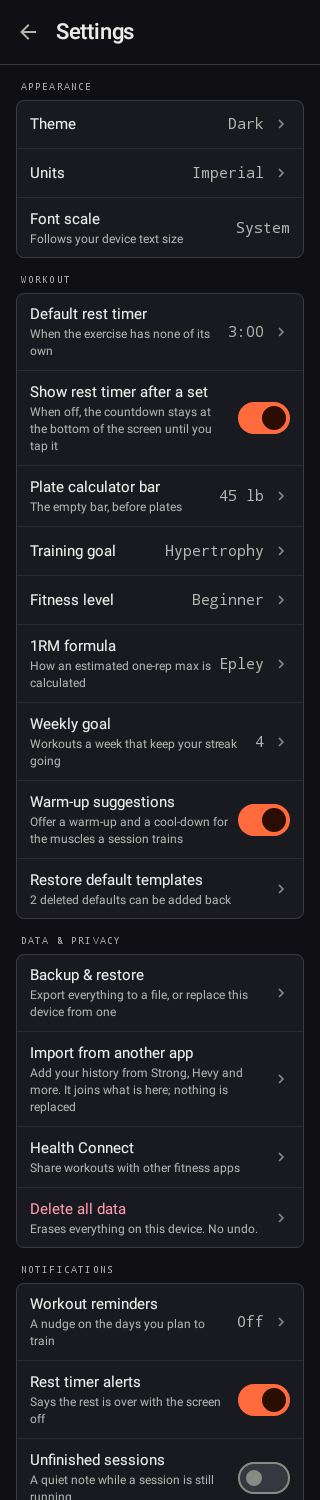 Settings
APPEARANCE
Theme
Dark
Units
Imperial
Font scale
Follows your device text size
System
WORKOUT
Default rest timer
When the exercise has none of its
own
3:00
Show rest timer after a set
When off, the countdown stays at
the bottom of the screen until you
tap it
Plate calculator bar
The empty bar, before plates
45 lb
Training goal
Hypertrophy
Fitness level
Beginner
1RM formula
How an estimated one-rep max is
calculated
Epley
Weekly goal
Workouts a week that keep your streak
going
4
Warm-up suggestions
Offer a warm-up and a cool-down for
the muscles a session trains
Restore default templates
2 deleted defaults can be added back
DATA & PRIVACY
Backup & restore
Export everything to a file, or replace this
device from one
Import from another app
Add your history from Strong, Hevy and
more. It joins what is here; nothing is
replaced
Health Connect
Share workouts with other fitness apps
Delete all data
Erases everything on this device. No undo.
NOTIFICATIONS
Workout reminders
A nudge on the days you plan to
train
Off
Rest timer alerts
Says the rest is over with the screen
off
Unfinished sessions
A quiet note while a session is still
running